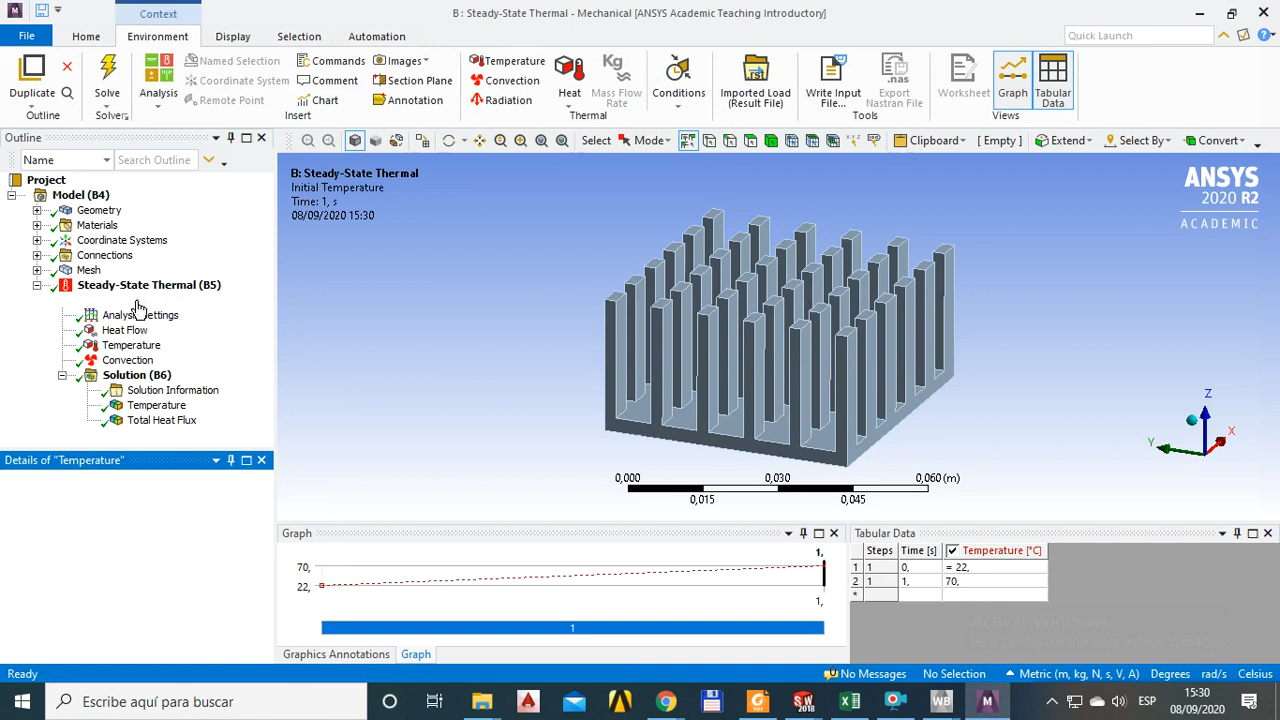 B : Steady-State Thermal - Mechanical [ANSYS Academic Teaching Introductory]
Context
File Home Environment Display Selection Automation
Quick Launch
Duplicate
Outline
Solve
Solvers
Analysis
Named Selection
Coordinate System
Remote Point
Commands
Comment
Chart
Images
Section Plane
Annotation
Insert
Temperature
Convection
Radiation
Heat
Mass Flow
Rate
Thermal
Conditions
Imported Load
(Result File)
Write Input
File...
Export
Nastran File
Tools
Worksheet
Graph
Tabular
Data
Views
Outline
Name
Search Outline
Select Mode
Clipboard [ Empty ] Extend Select By Convert
Project
Model (B4)
Geometry
Materials
Coordinate Systems
Connections
Mesh
Steady-State Thermal (B5)
Heat Flow
Temperature
Convection
Solution (B6)
Solution Information
Temperature
Total Heat Flux
Details of "Temperature"
B: Steady-State Thermal
Initial Temperature
Time: 1, s
08/09/2020 15:30
ANSYS
2020 R2
ACADEMIC
Z
Y
X
0,000 0,030 0,060 (m)
0,015 0,045
Graph
1,
70,
22,
1,
1
Graphics Annotations Graph
Tabular Data
Steps Time [s] Temperature [°C]
1 1 0, = 22,
2 1 1, 70,
*
Activar Windows
Ready
No Messages No Selection Metric (m, kg, N, s, V, A) Degrees rad/s Celsius
Escribe aquí para buscar
ESP
15:30
08/09/2020